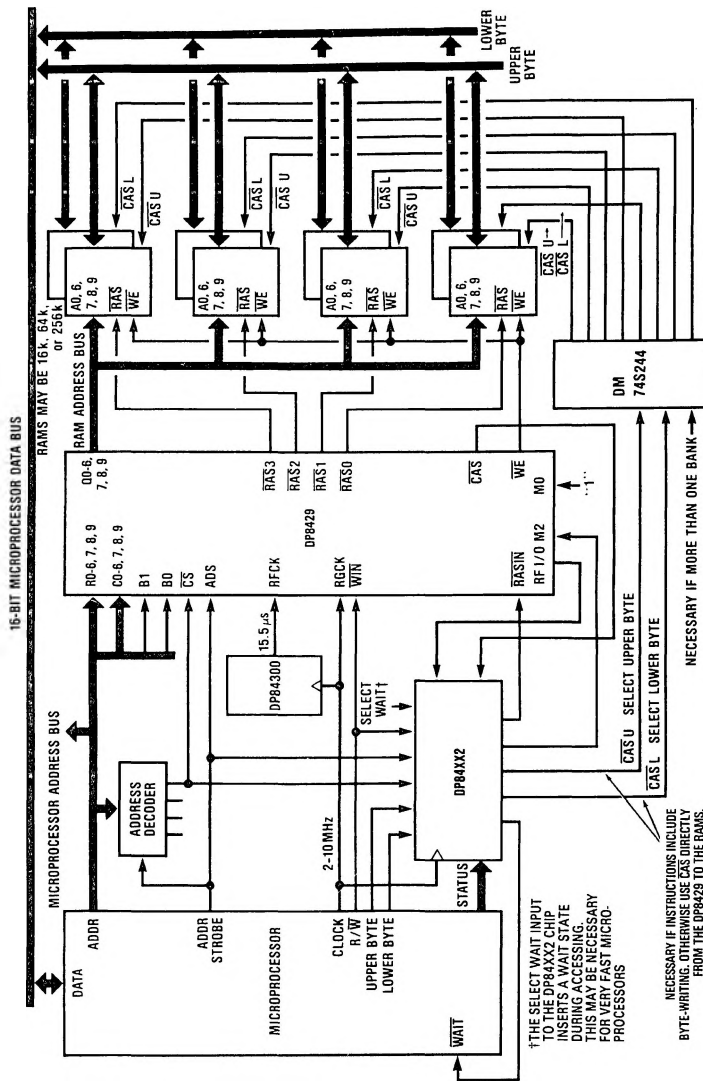 16-BIT MICROPROCESSOR DATA BUS
RAMS MAY BE 16k, 64k,
or 256k
MICROPROCESSOR ADDRESS BUS
RAM ADDRESS BUS
LOWER
BYTE
UPPER
BYTE
DATA
MICROPROCESSOR
ADDR
ADDR
STROBE
CLOCK
R/W
UPPER BYTE
LOWER BYTE
STATUS
WAIT
ADDRESS
DECODER
2-10MHz
DP84300
15.5 µs
SELECT
WAIT†
DP84XX2
R0-6, 7, 8, 9
C0-6, 7, 8, 9
B1
B0
CS
ADS
RFCK
RGCK
WIN
RASIN
RF I/O M2
M0
"1"
DP8429
Q0-6,
7, 8, 9
RAS3
RAS2
RAS1
RAS0
CAS
WE
A0, 6,
7, 8, 9
RAS
WE
CAS L
CAS U
A0, 6,
7, 8, 9
RAS
WE
CAS L
CAS U
A0, 6,
7, 8, 9
RAS
WE
CAS L
CAS U
A0, 6,
7, 8, 9
RAS
WE
CAS U
CAS L
DM
74S244
CAS U SELECT UPPER BYTE
CAS L SELECT LOWER BYTE
NECESSARY IF MORE THAN ONE BANK
NECESSARY IF INSTRUCTIONS INCLUDE
BYTE-WRITING. OTHERWISE USE CAS DIRECTLY
FROM THE DP8429 TO THE RAMS.
†THE SELECT WAIT INPUT
TO THE DP84XX2 CHIP
INSERTS A WAIT STATE
DURING ACCESSING.
THIS MAY BE NECESSARY
FOR VERY FAST MICRO-
PROCESSORS